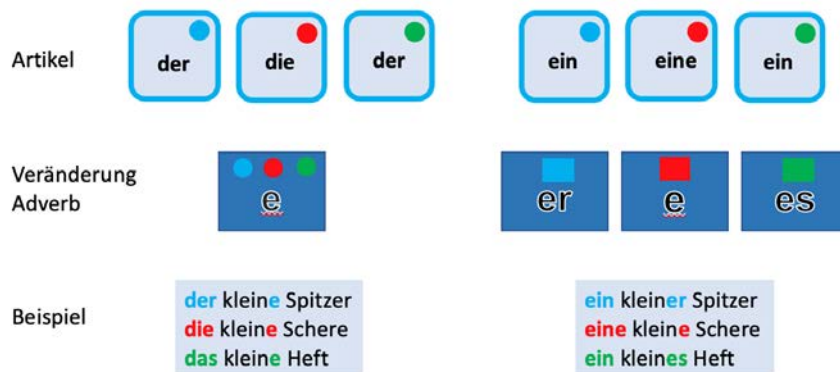 Artikel der die der ein eine ein
Veränderung
Adverb
e er e es
Beispiel
der kleine Spitzer
die kleine Schere
das kleine Heft
ein kleiner Spitzer
eine kleine Schere
ein kleines Heft